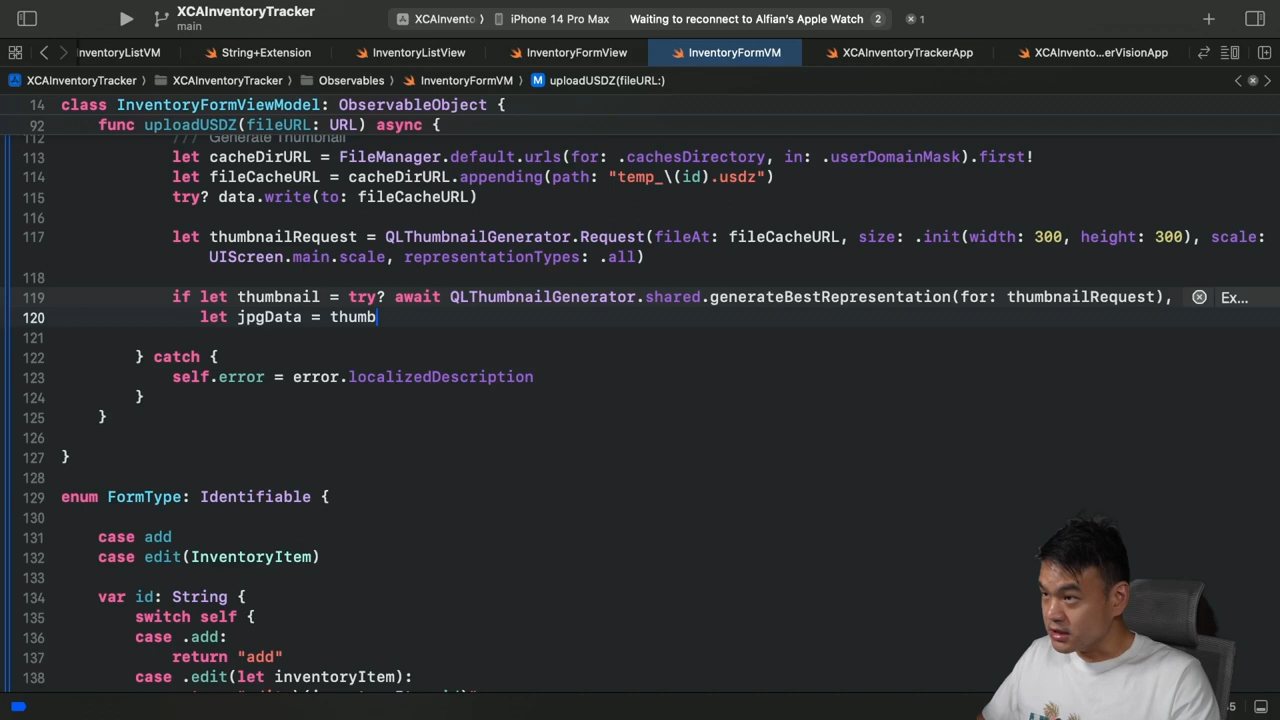 XCAInventoryTracker
main
XCAInvento 〉 iPhone 14 Pro Max Waiting to reconnect to Alfian's Apple Watch 2 1
nventoryListVM String+Extension InventoryListView InventoryFormView InventoryFormVM XCAInventoryTrackerApp XCAInvento...erVisionApp
XCAInventoryTracker 〉 XCAInventoryTracker 〉 Observables 〉 InventoryFormVM 〉 M uploadUSDZ(fileURL:)
14 class InventoryFormViewModel: ObservableObject {
92 func uploadUSDZ(fileURL: URL) async {
112 /// Generate Thumbnail
113 let cacheDirURL = FileManager.default.urls(for: .cachesDirectory, in: .userDomainMask).first!
114 let fileCacheURL = cacheDirURL.appending(path: "temp_\(id).usdz")
115 try? data.write(to: fileCacheURL)
116
117 let thumbnailRequest = QLThumbnailGenerator.Request(fileAt: fileCacheURL, size: .init(width: 300, height: 300), scale:
UIScreen.main.scale, representationTypes: .all)
118
119 if let thumbnail = try? await QLThumbnailGenerator.shared.generateBestRepresentation(for: thumbnailRequest), Ex...
120 let jpgData = thumb
121
122 } catch {
123 self.error = error.localizedDescription
124 }
125 }
126
127 }
128
129 enum FormType: Identifiable {
130
131 case add
132 case edit(InventoryItem)
133
134 var id: String {
135 switch self {
136 case .add:
137 return "add"
138 case .edit(let inventoryItem):